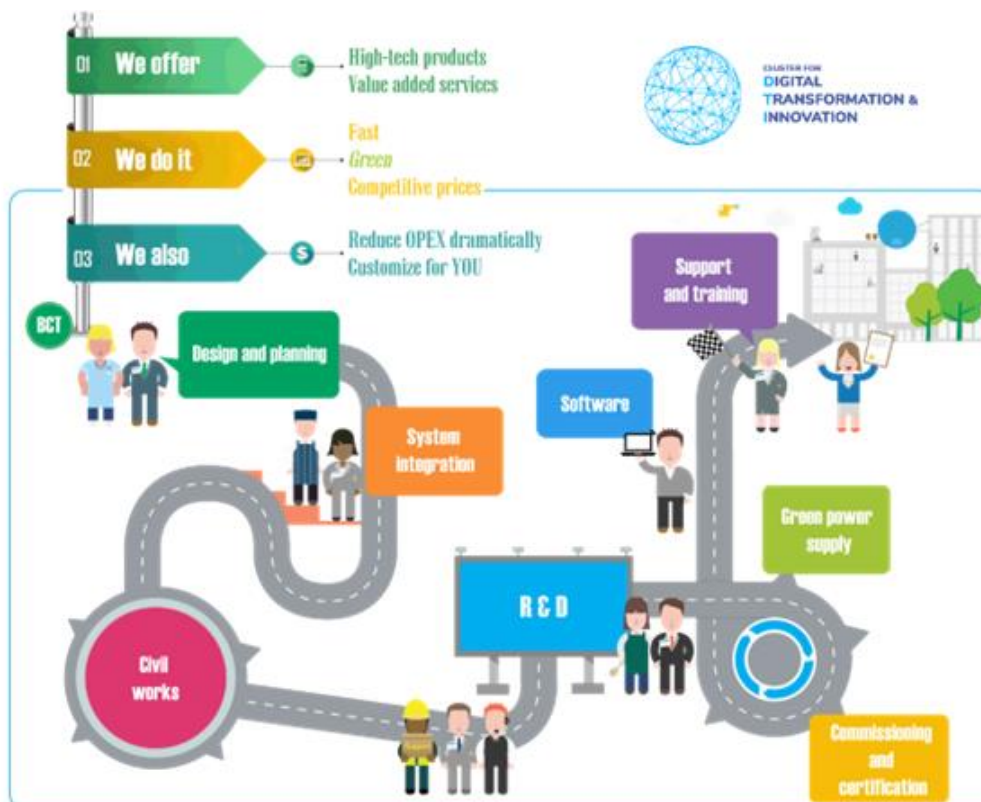 01 We offer
High-tech products
Value added services
CLUSTER FOR
DIGITAL
TRANSFORMATION &
INNOVATION
02 We do it
Fast
Green
Competitive prices
03 We also
$
Reduce OPEX dramatically
Customize for YOU
BCT
Design and planning
Support
and training
System
integration
Software
Green power
supply
R & D
Civil
works
Commissioning
and
certification